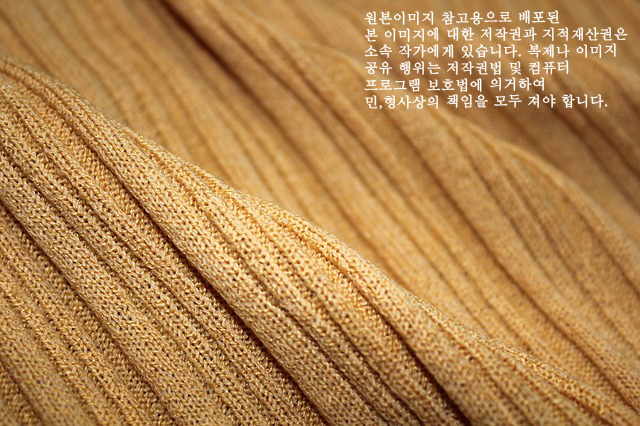 원본이미지 참고용으로 배포된
본 이미지에 대한 저작권과 지적재산권은
소속 작가에게 있습니다. 복제나 이미지
공유 행위는 저작권법 및 컴퓨터
프로그램 보호법에 의거하여
민,형사상의 책임을 모두 져야 합니다.